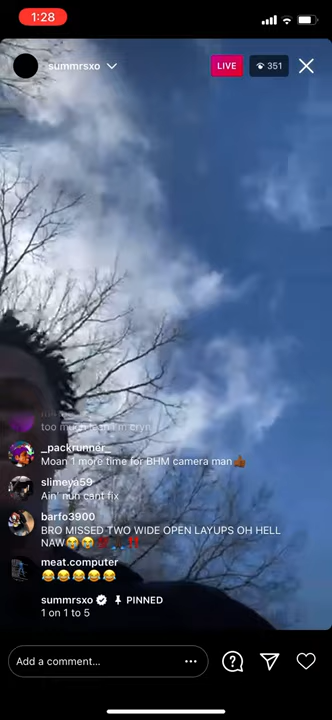 1:28
summrsxo
LIVE
351
too much
_packrunner_
Moan 1 more time for BHM camera man👍🏾
slimeya59
Ain' nun cant fix
barfo3900
BRO MISSED TWO WIDE OPEN LAYUPS OH HELL
NAW😭😭
meat.computer
😂😂😂😂😂
summrsxo PINNED
1 on 1 to 5
Add a comment...